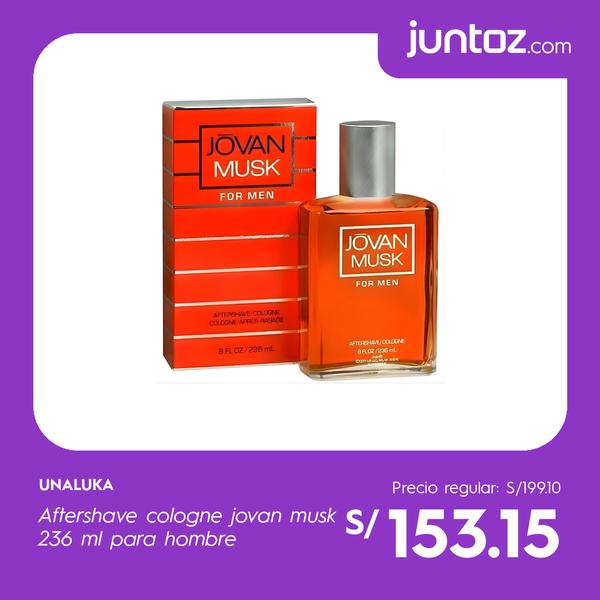 juntoz.com
JŌVAN
MUSK
FOR MEN
AFTERSHAVE/COLOGNE
COLOGNE/APRÈS-RASAGE
8 FL.OZ/236 mL
JŌVAN
MUSK
FOR MEN
AFTERSHAVE/COLOGNE
8 FL.OZ/236 mL
UNALUKA
Precio regular: S/199.10
Aftershave cologne jovan musk
236 ml para hombre
S/153.15